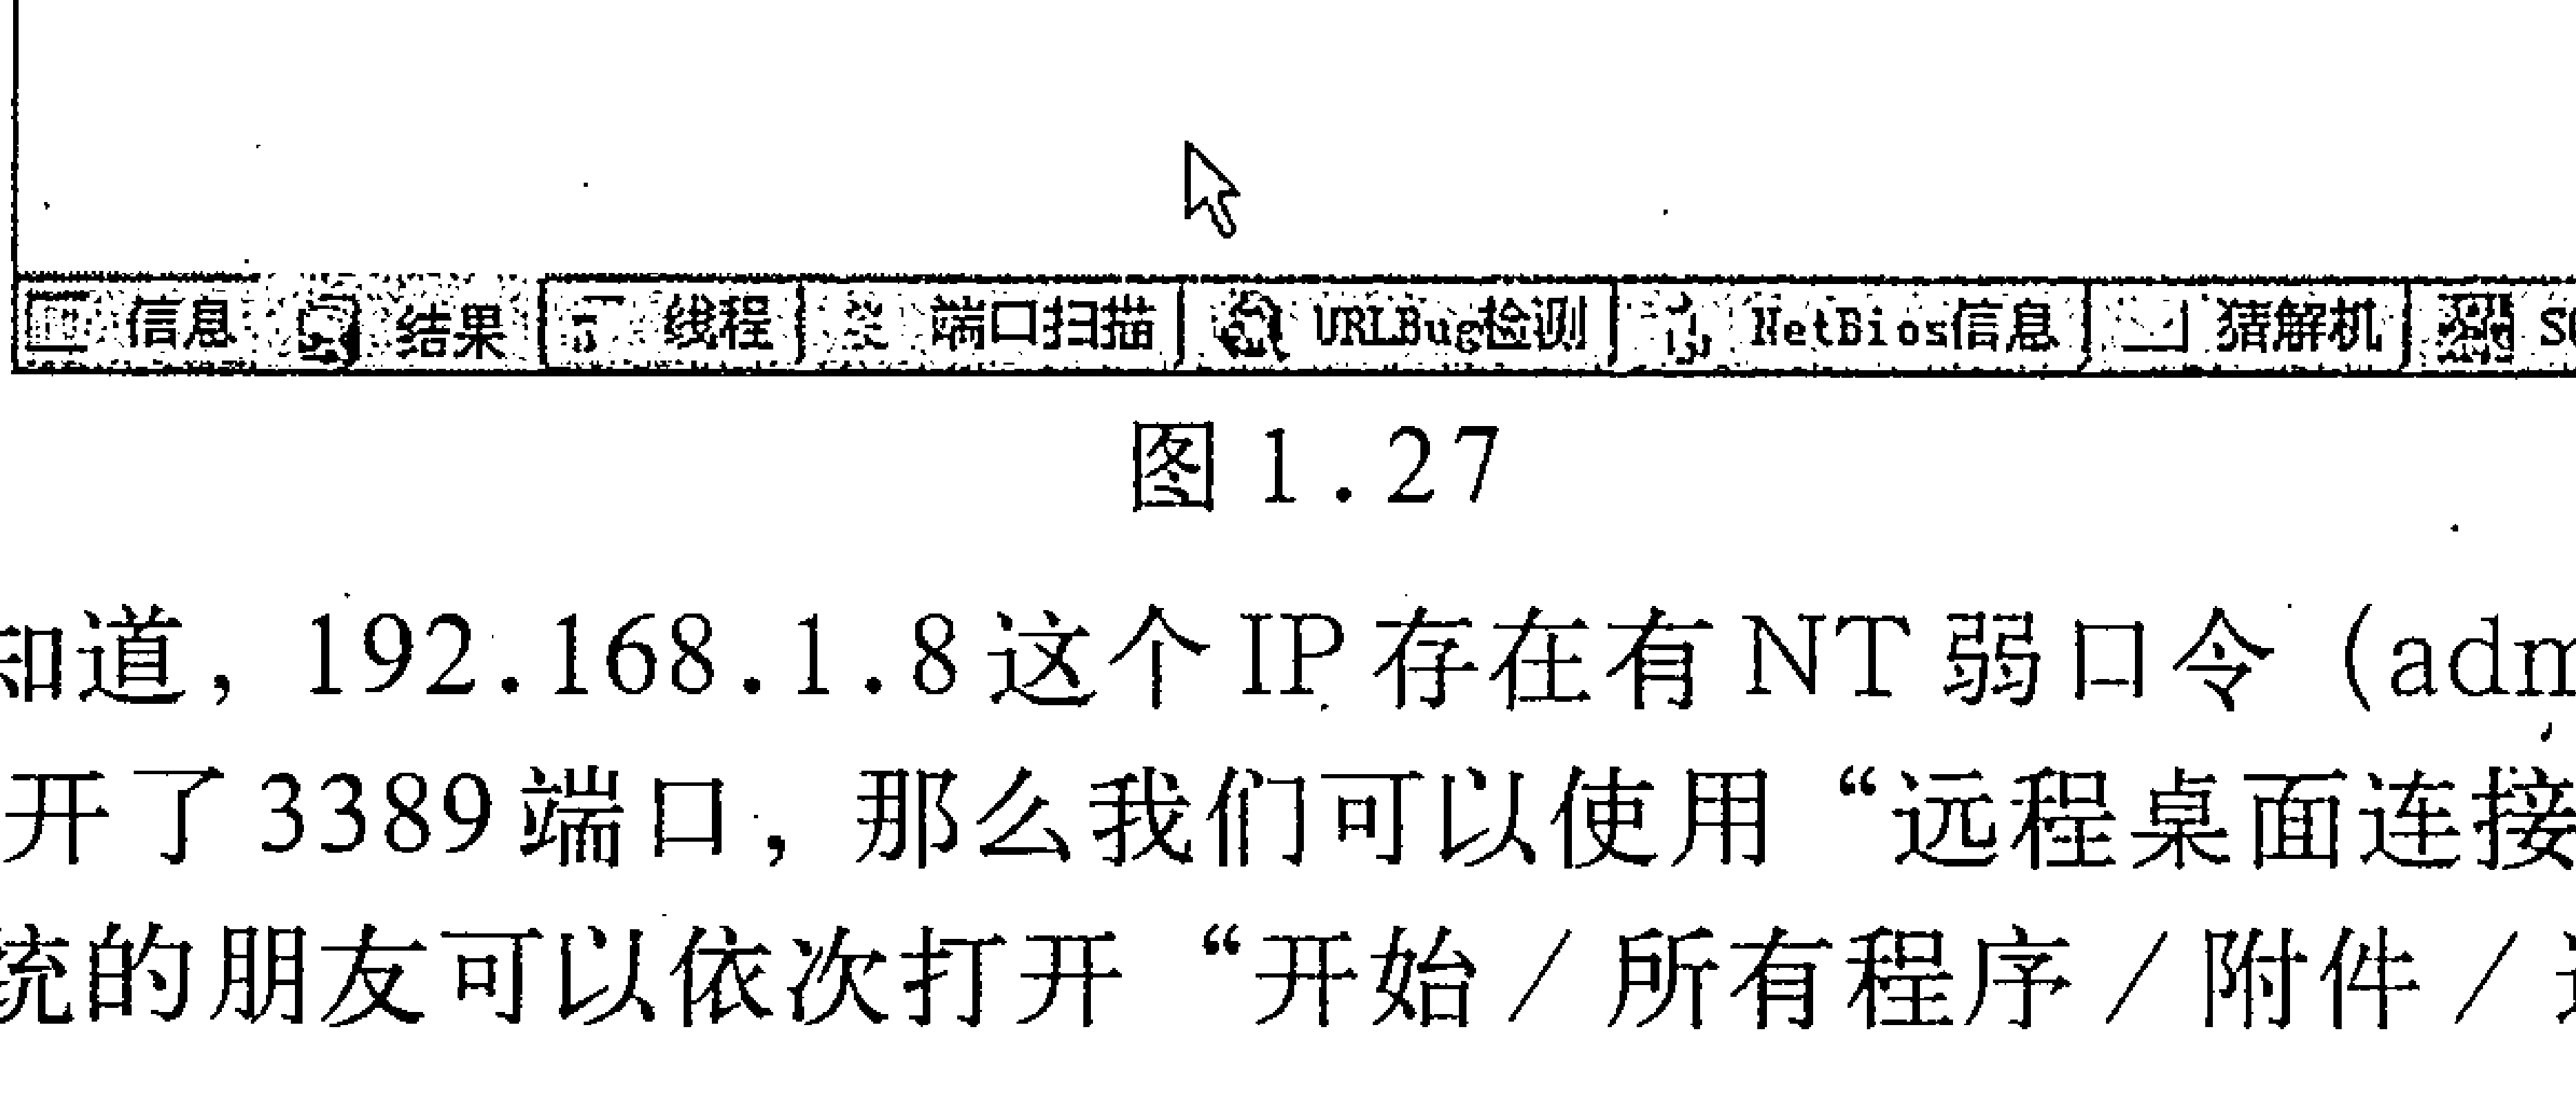 信息 结果 线程 端口扫描 URLBug检测 NetBios信息 猜解机
图 1.27
知道，192.168.1.8这个IP存在有NT弱口令（adm
开了3389端口，那么我们可以使用“远程桌面连接
统的朋友可以依次打开“开始／所有程序／附件／